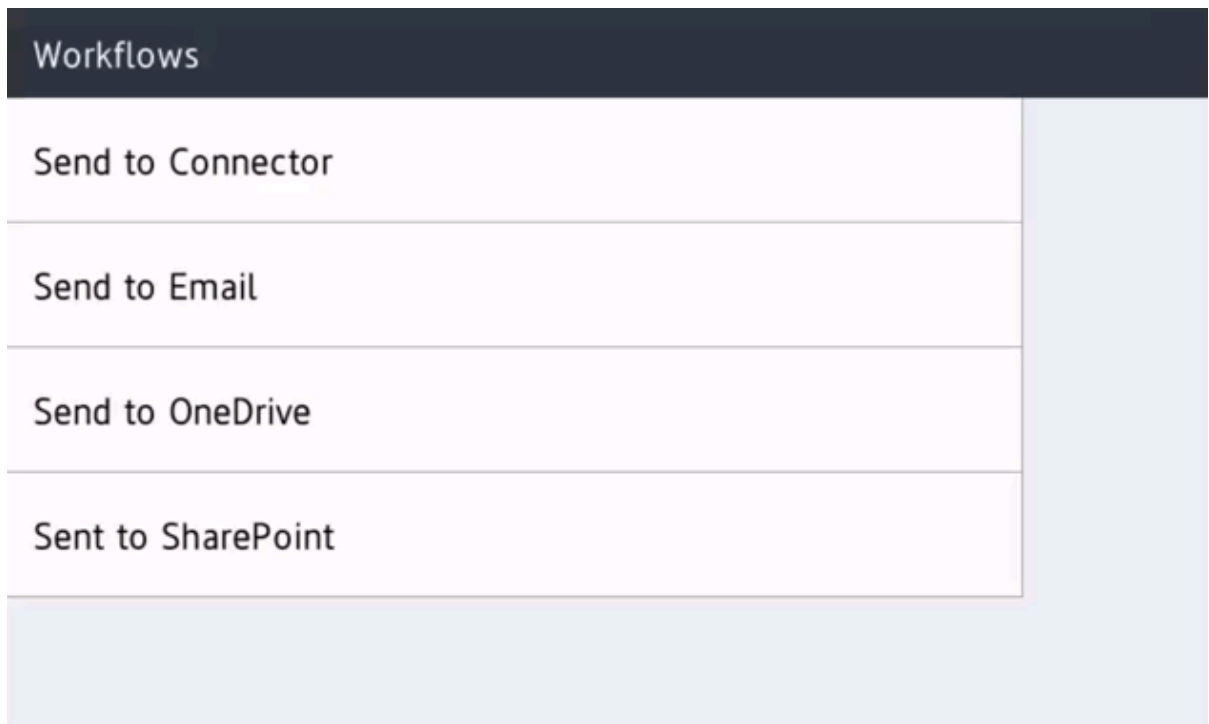 Workflows
Send to Connector
Send to Email
Send to OneDrive
Sent to SharePoint